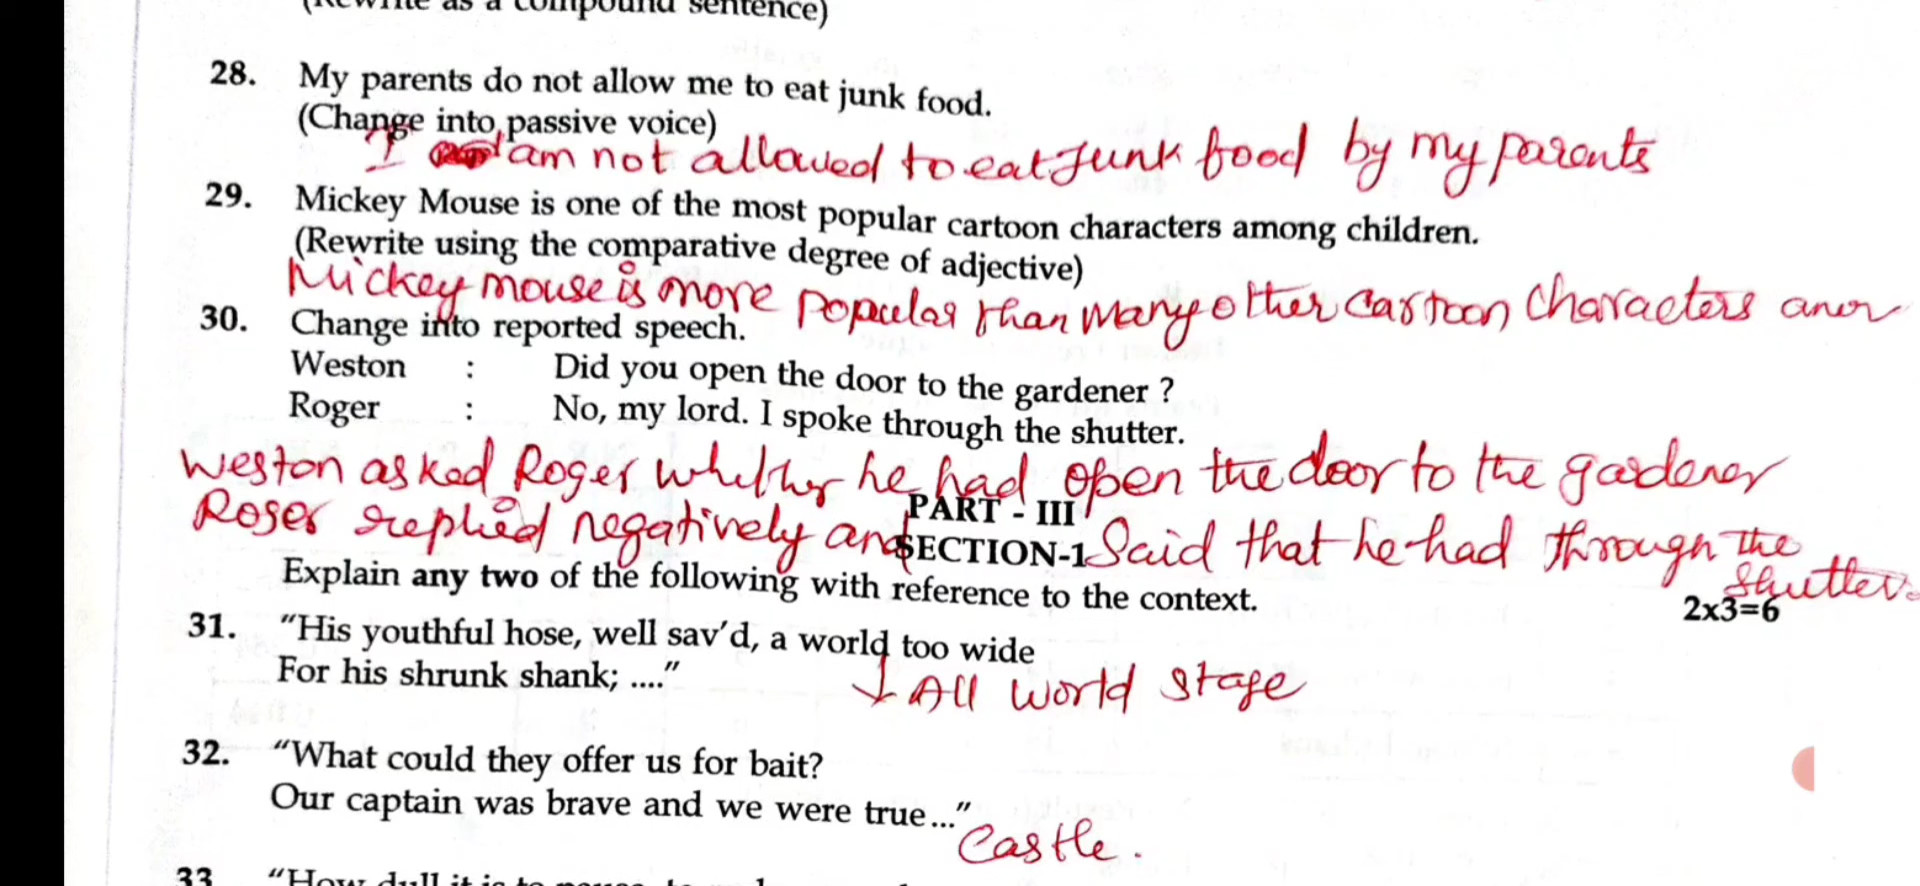 (Rewrite as a compound sentence)
28. My parents do not allow me to eat junk food.
(Change into passive voice)
I am not allowed to eat Junk food by my parents
29. Mickey Mouse is one of the most popular cartoon characters among children.
(Rewrite using the comparative degree of adjective)
Mickey mouse is more popular than many other cartoon characters
30. Change into reported speech.
Weston : Did you open the door to the gardener ?
Roger : No, my lord. I spoke through the shutter.
Weston asked Roger whether he had open the door to the gardener
PART - III
Roger replied negatively and Said that he had through the
shutter.
SECTION-1
Explain any two of the following with reference to the context. 2x3=6
31. “His youthful hose, well sav’d, a world too wide
For his shrunk shank; ....”
All World Stage
32. “What could they offer us for bait?
Our captain was brave and we were true...”
Castle.
33 “How dull it is to pause, to